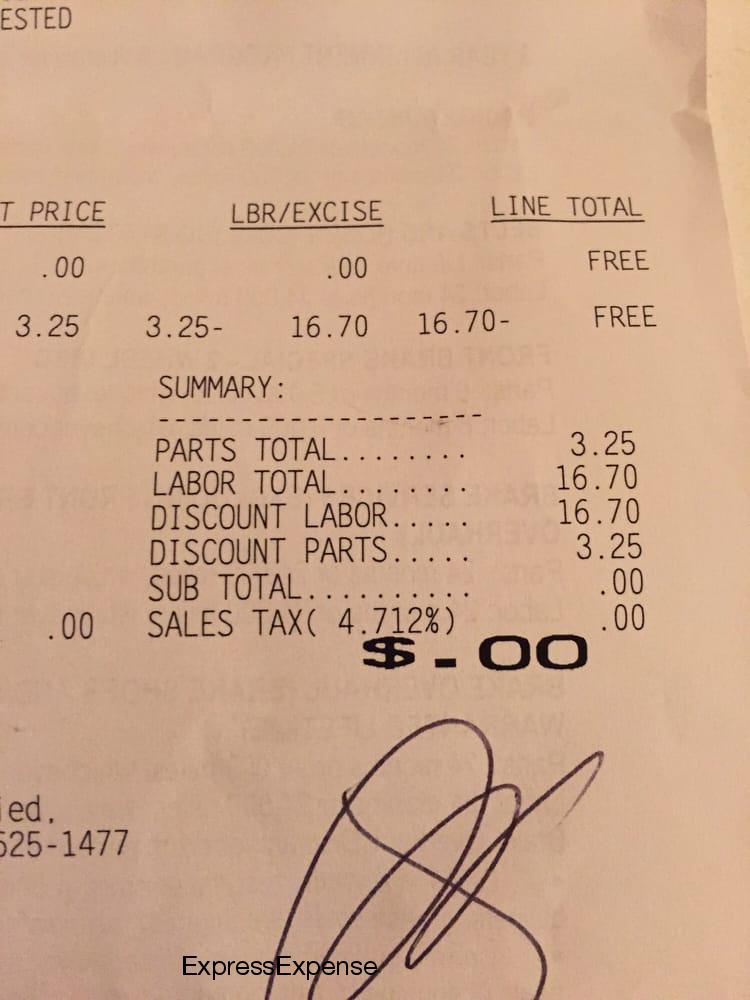 ESTED
T PRICE LBR/EXCISE LINE TOTAL
.00 .00 FREE
3.25 3.25- 16.70 16.70- FREE
SUMMARY:
--------------------
PARTS TOTAL........ 3.25
LABOR TOTAL........ 16.70
DISCOUNT LABOR..... 16.70
DISCOUNT PARTS..... 3.25
SUB TOTAL.......... .00
.00 SALES TAX( 4.712%) .00
$.00
ied.
625-1477
ExpressExpense